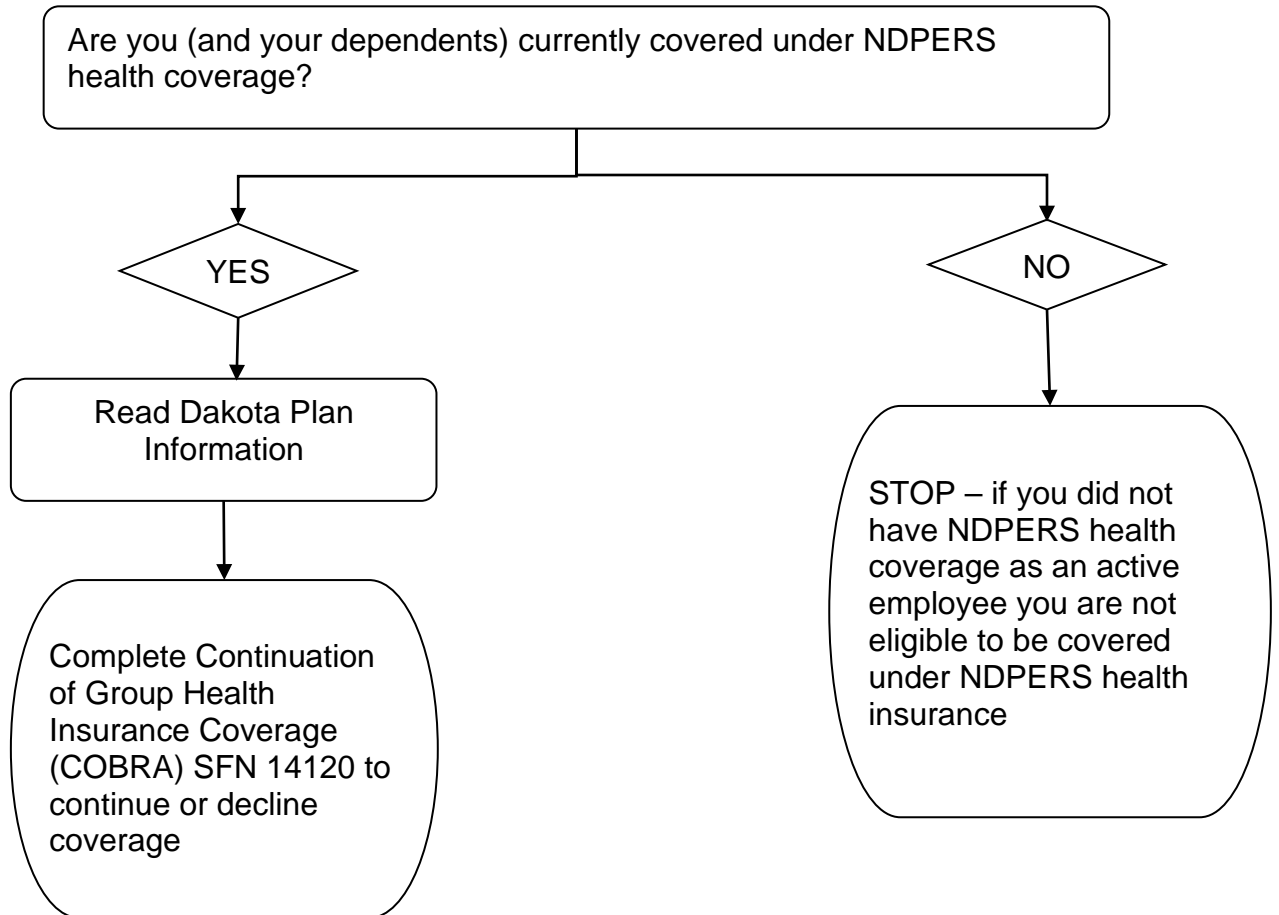 Are you (and your dependents) currently covered under NDPERS
health coverage?
YES
NO
Read Dakota Plan
Information
STOP – if you did not
have NDPERS health
coverage as an active
employee you are not
eligible to be covered
under NDPERS health
insurance
Complete Continuation
of Group Health
Insurance Coverage
(COBRA) SFN 14120 to
continue or decline
coverage